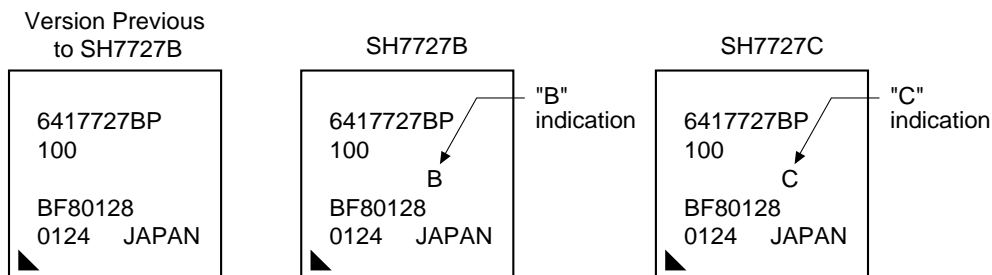 Version Previous
to SH7727B
6417727BP
100
BF80128
0124 JAPAN
SH7727B
"B"
indication
6417727BP
100
B
BF80128
0124 JAPAN
SH7727C
"C"
indication
6417727BP
100
C
BF80128
0124 JAPAN